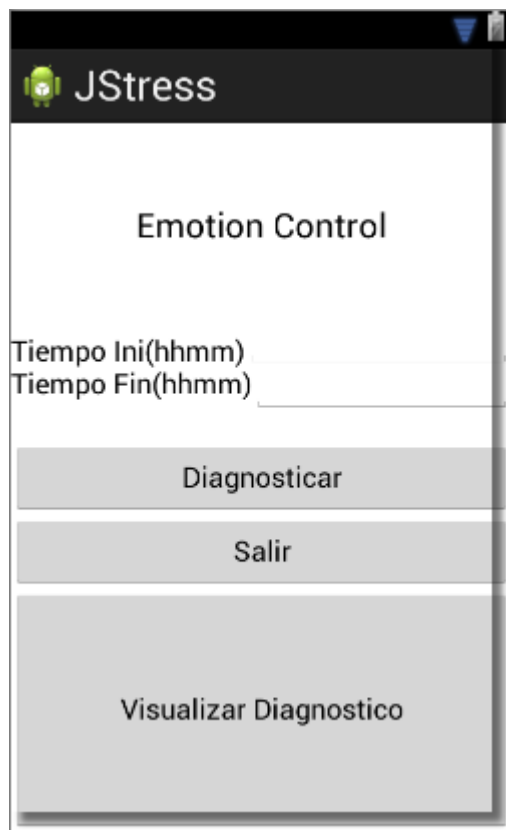 JStress
Emotion Control
Tiempo Ini(hhmm)
Tiempo Fin(hhmm)
Diagnosticar
Salir
Visualizar Diagnostico